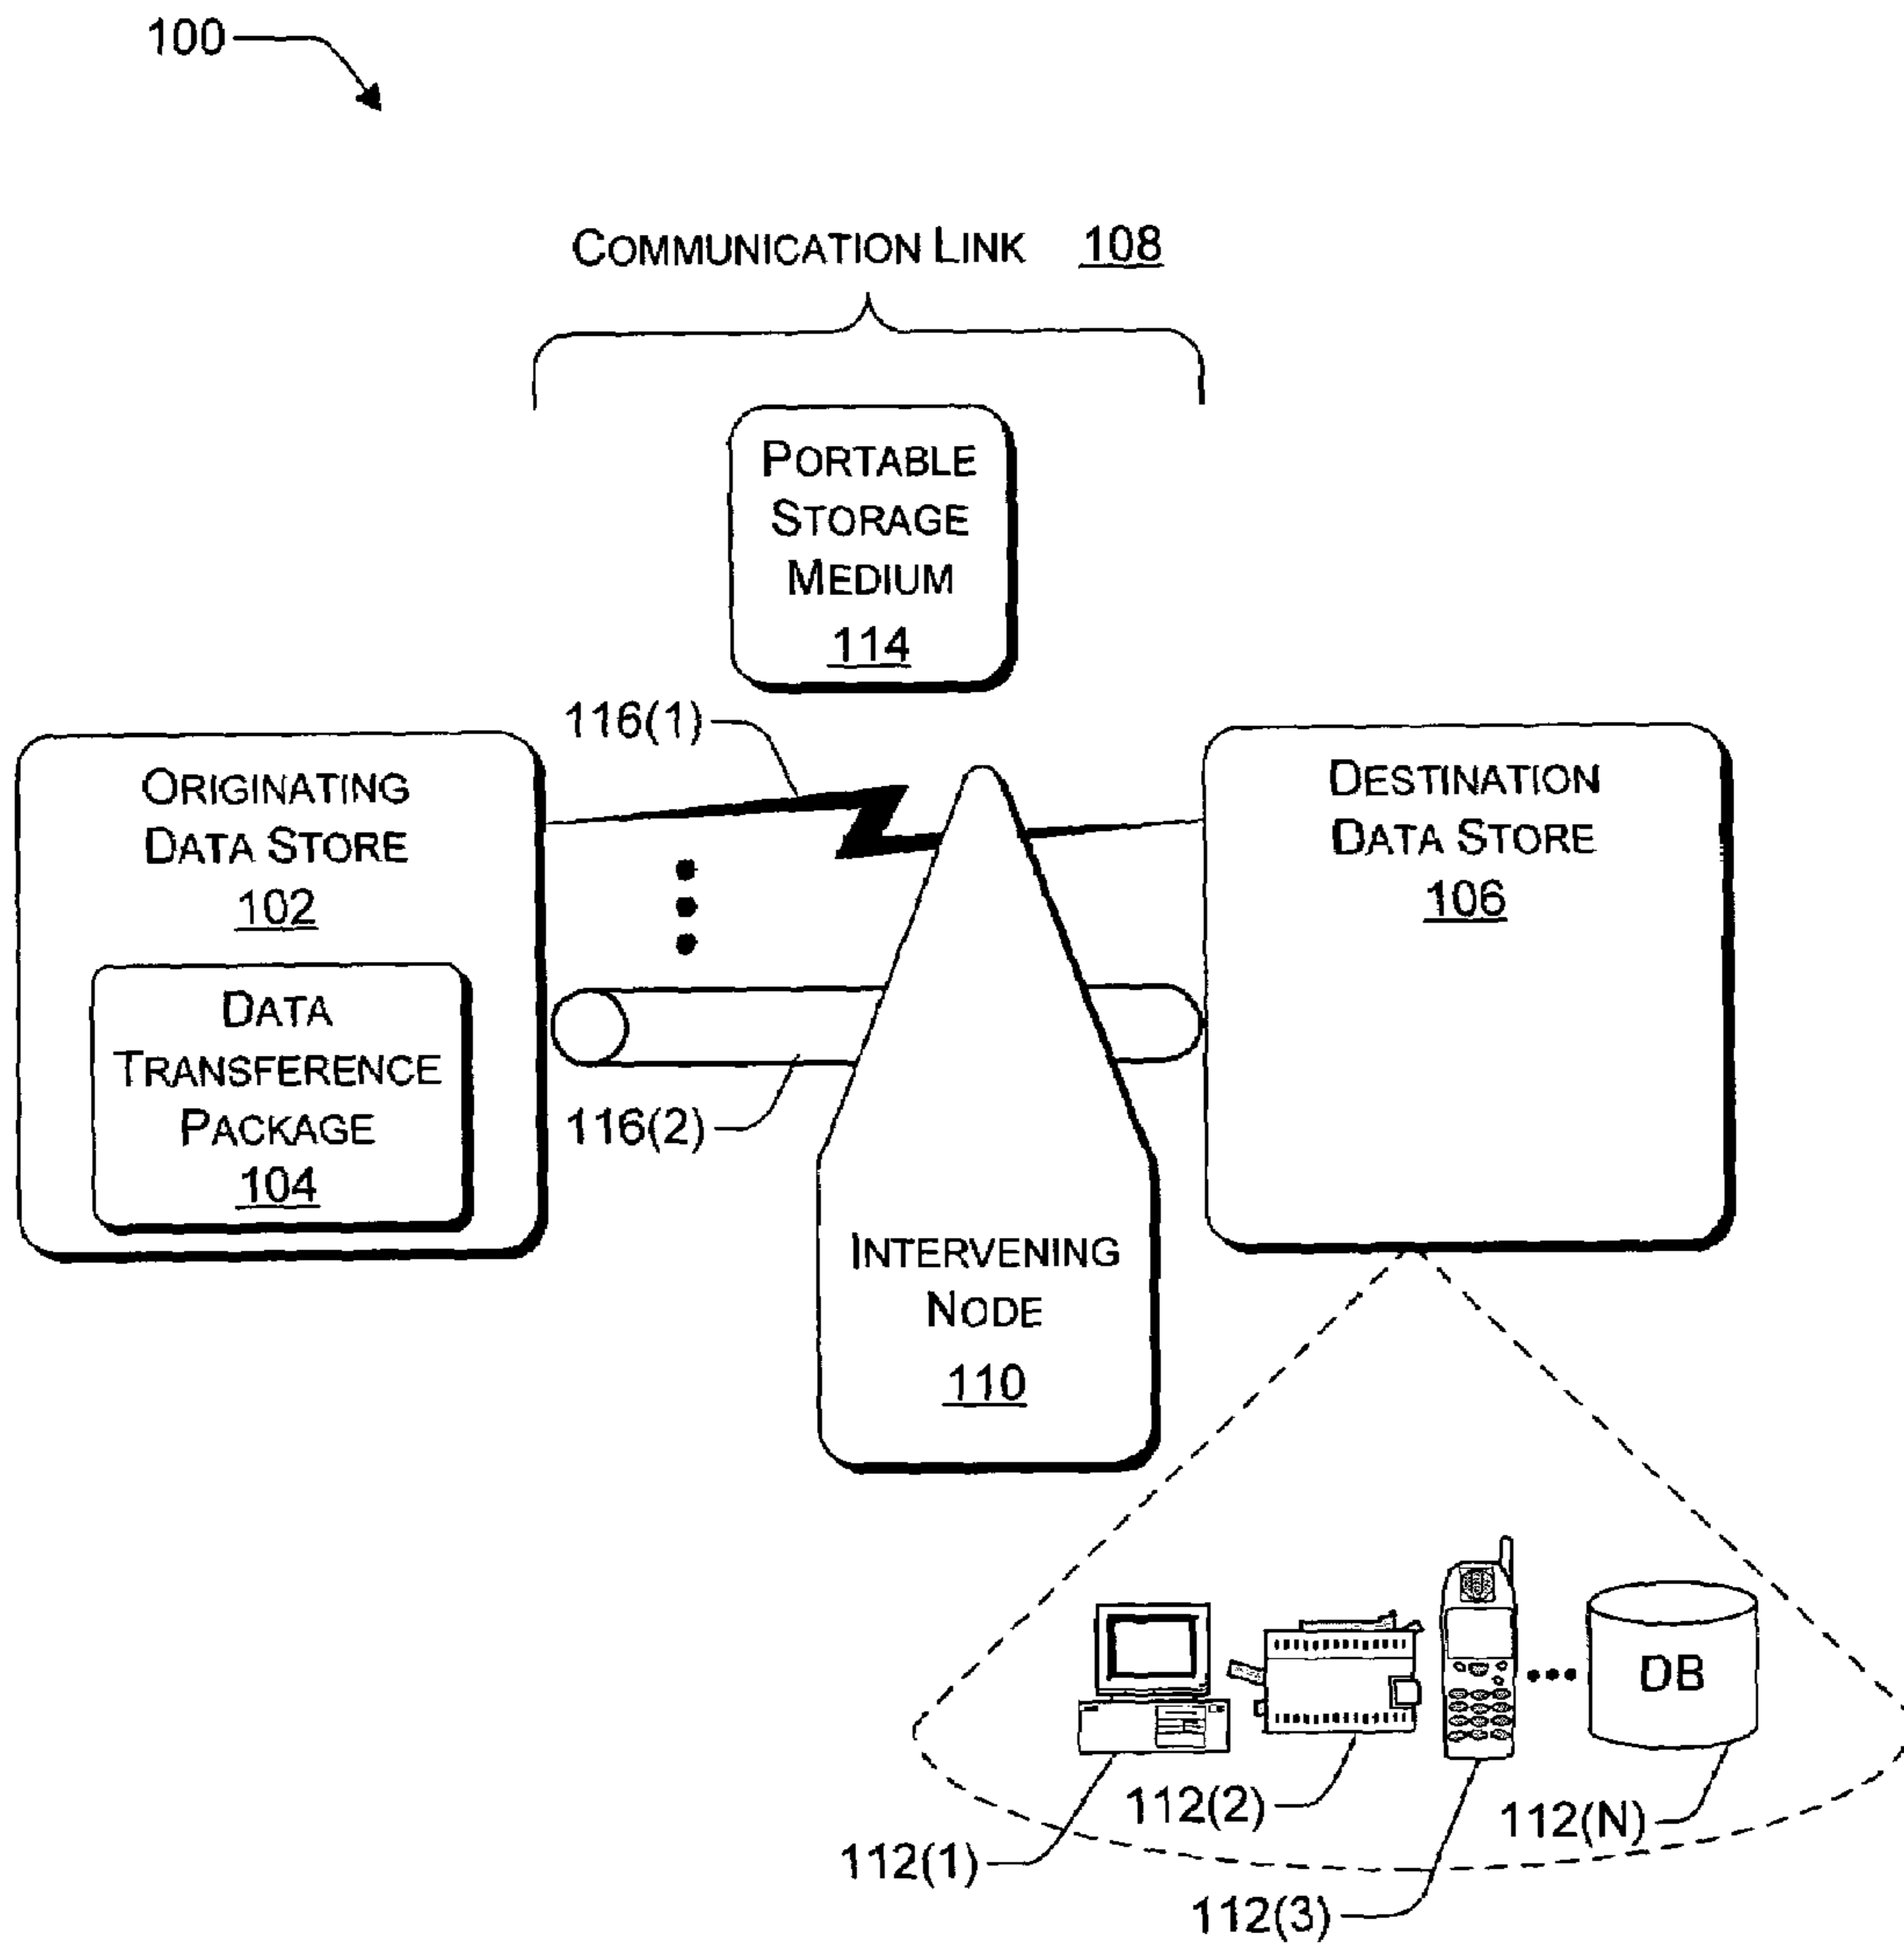 100
COMMUNICATION LINK 108
PORTABLE
STORAGE
MEDIUM
114
116(1)
ORIGINATING
DATA STORE
102
DATA
TRANSFERENCE
PACKAGE
104
116(2)
INTERVENING
NODE
110
DESTINATION
DATA STORE
106
DB
112(1)
112(2)
112(3)
112(N)